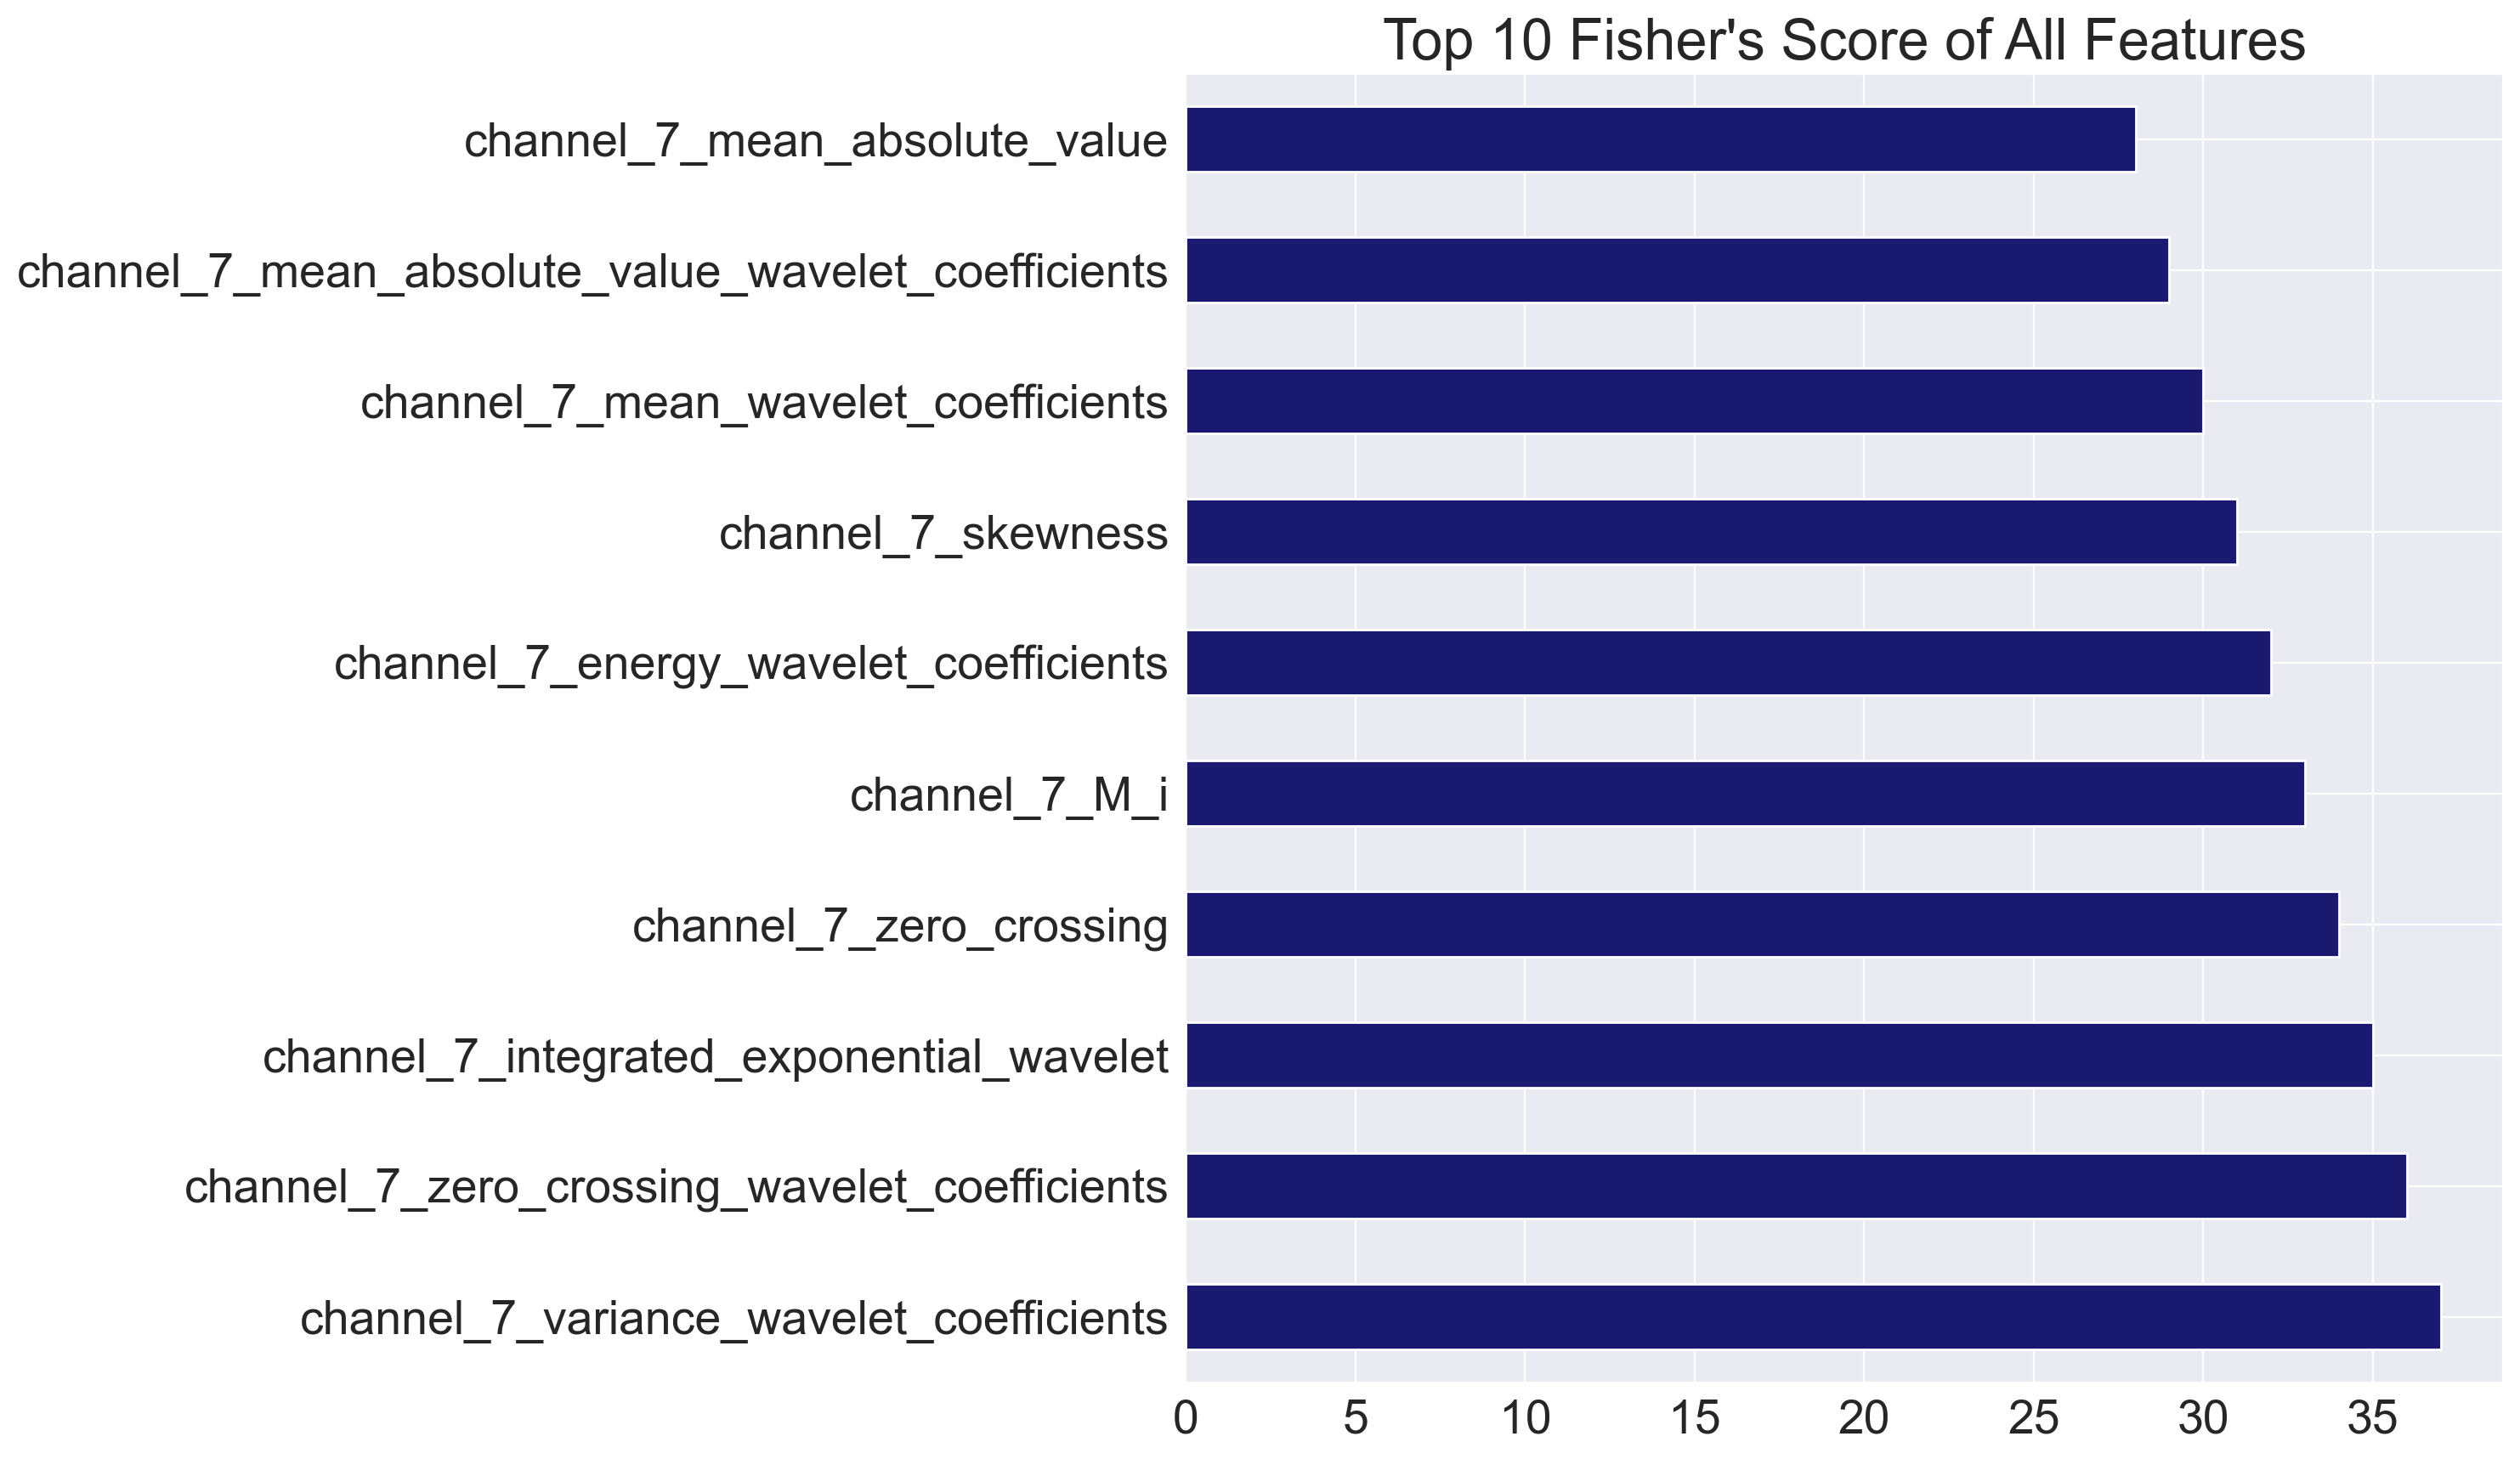 Top 10 Fisher's Score of All Features
channel_7_mean_absolute_value
channel_7_mean_absolute_value_wavelet_coefficients
channel_7_mean_wavelet_coefficients
channel_7_skewness
channel_7_energy_wavelet_coefficients
channel_7_M_i
channel_7_zero_crossing
channel_7_integrated_exponential_wavelet
channel_7_zero_crossing_wavelet_coefficients
channel_7_variance_wavelet_coefficients
0 5 10 15 20 25 30 35